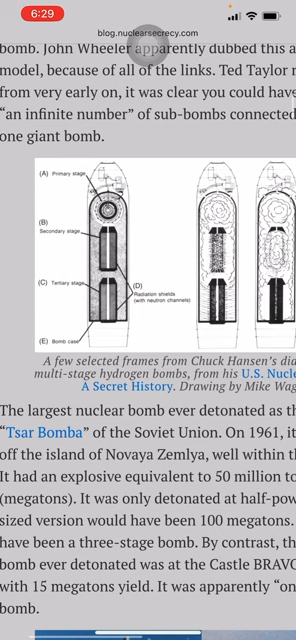 6:29
blog.nuclearsecrecy.com
bomb. John Wheeler apparently dubbed this a
model, because of all of the links. Ted Taylor
from very early on, it was clear you could have
"an infinite number" of sub-bombs connected
one giant bomb.
(A) Primary stage
(B)
Secondary stage
(C) Tertiary stage
(D)
Radiation shields
(with neutron channels)
(E) Bomb case
A few selected frames from Chuck Hansen's dia
multi-stage hydrogen bombs, from his U.S. Nucle
A Secret History. Drawing by Mike Wag
The largest nuclear bomb ever detonated as th
"Tsar Bomba" of the Soviet Union. On 1961, it
off the island of Novaya Zemlya, well within th
It had an explosive equivalent to 50 million to
(megatons). It was only detonated at half-pow
sized version would have been 100 megatons.
have been a three-stage bomb. By contrast, th
bomb ever detonated was at the Castle BRAVO
with 15 megatons yield. It was apparently "on
bomb.